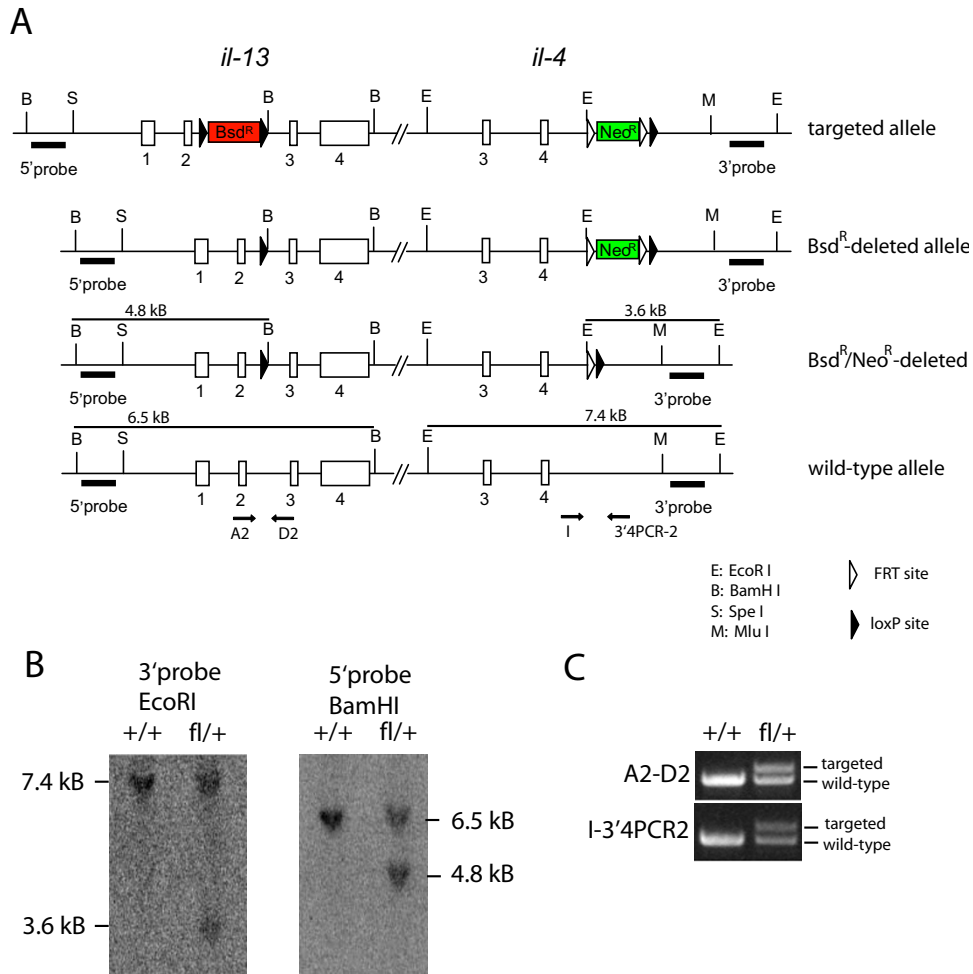 A
il-13 il-4
B S B B E E M E
Bsd^R Neo^R
targeted allele
5'probe 1 2 3 4 3 4 3'probe
B S B B E E M E
Neo^R
Bsd^R-deleted allele
5'probe 1 2 3 4 3 4 3'probe
4.8 kB 3.6 kB
B S B B E E M E
Bsd^R/Neo^R-deleted
5'probe 1 2 3 4 3 4 3'probe
6.5 kB 7.4 kB
B S B E M E
wild-type allele
5'probe 1 2 3 4 3 4 3'probe
A2 D2 I 3'4PCR-2
E: EcoR I
B: BamH I
S: Spe I
M: Mlu I
FRT site
loxP site
B
3'probe
EcoRI
+/+ fl/+
7.4 kB
3.6 kB
5'probe
BamHI
+/+ fl/+
6.5 kB
4.8 kB
C
+/+ fl/+
A2-D2
targeted
wild-type
I-3'4PCR2
targeted
wild-type